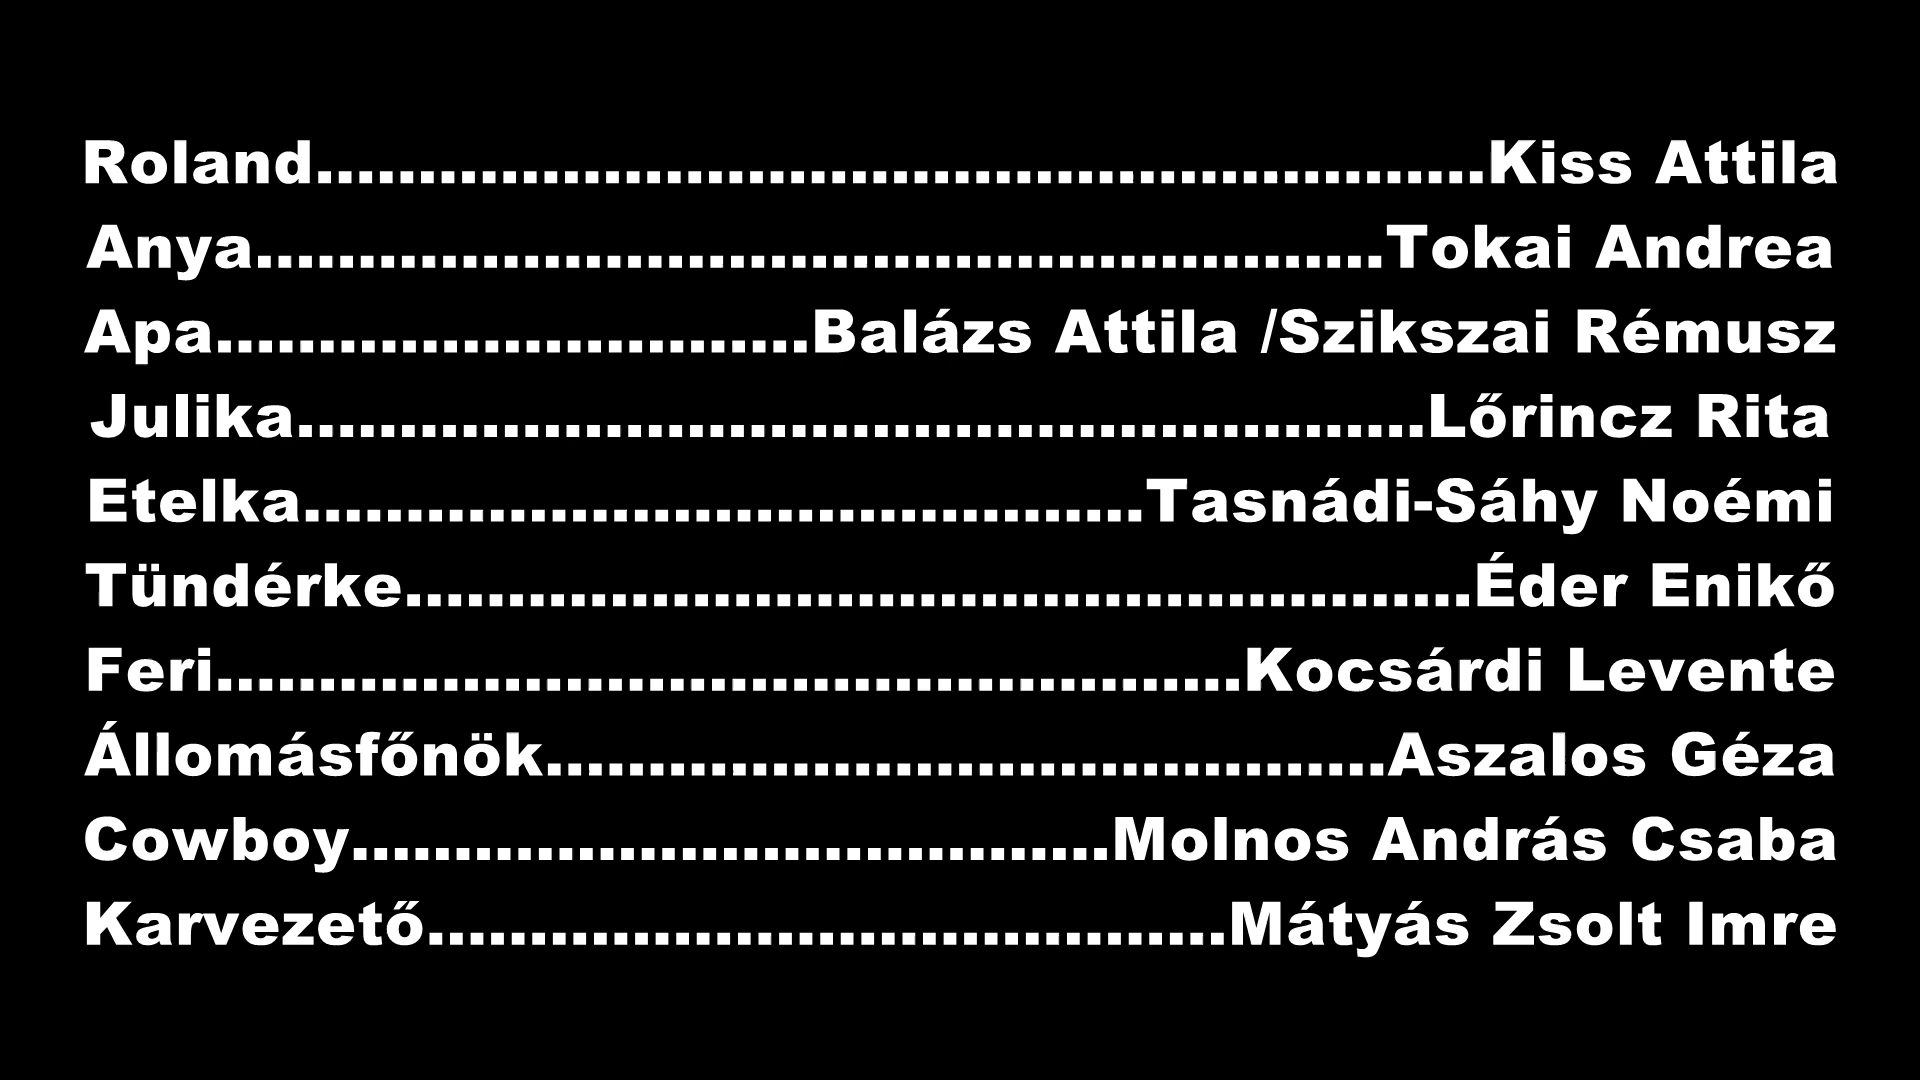 Roland.........................................................Kiss Attila
Anya.......................................................Tokai Andrea
Apa.............................Balázs Attila /Szikszai Rémusz
Julika.......................................................Lőrincz Rita
Etelka.........................................Tasnádi-Sáhy Noémi
Tündérke....................................................Éder Enikő
Feri..................................................Kocsárdi Levente
Állomásfőnök.........................................Aszalos Géza
Cowboy.....................................Molnos András Csaba
Karvezető.......................................Mátyás Zsolt Imre